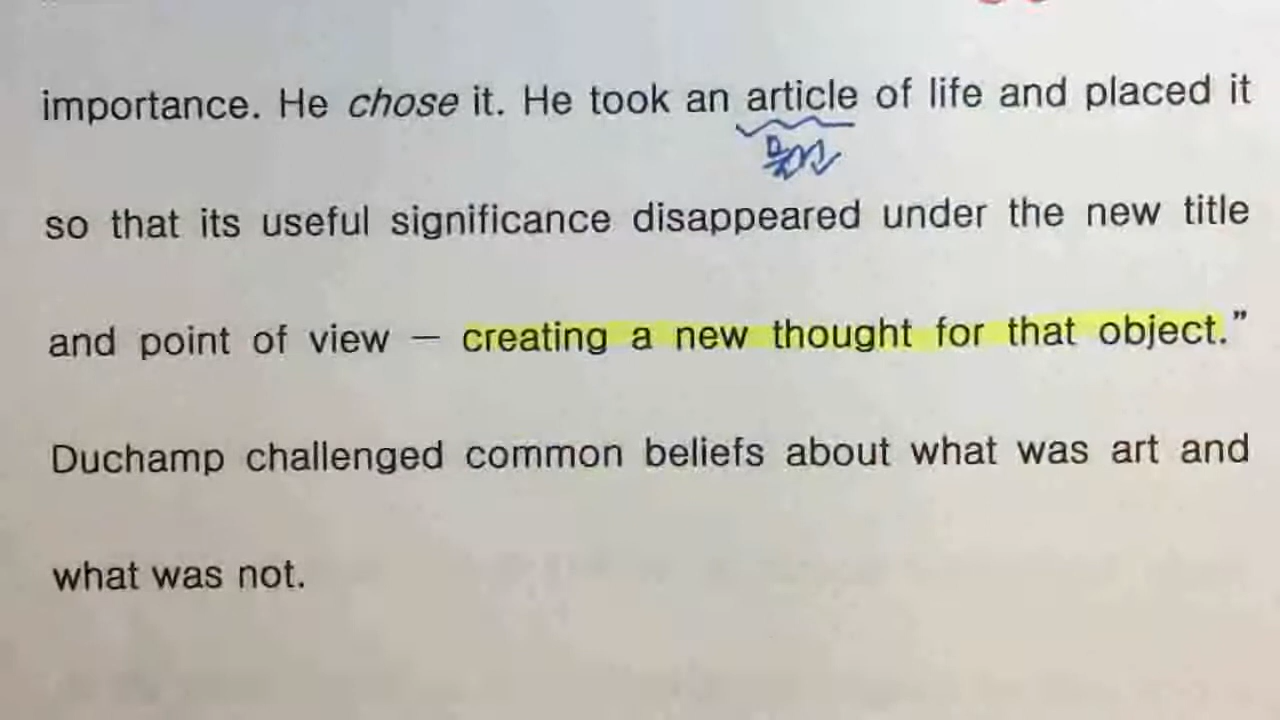 importance. He chose it. He took an article of life and placed it
so that its useful significance disappeared under the new title
and point of view – creating a new thought for that object.”
Duchamp challenged common beliefs about what was art and
what was not.